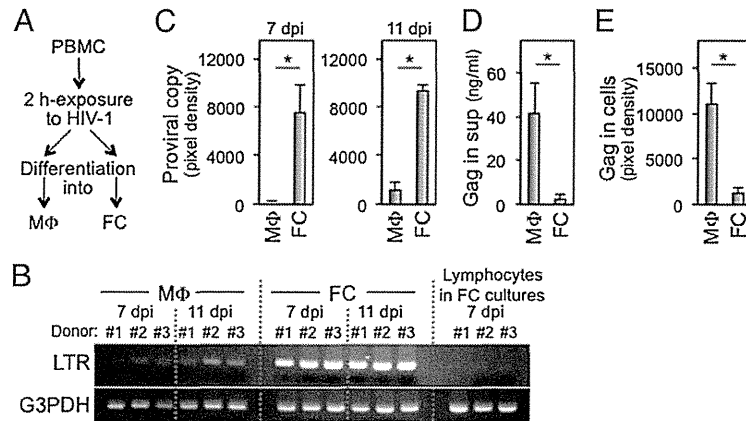 A
PBMC
2 h-exposure
to HIV-1
Differentiation
into
MΦ FC
C
7 dpi 11 dpi
Proviral copy
(pixel density)
12000
8000
4000
0
*
MΦ FC
12000
8000
4000
0
*
MΦ FC
D
Gag in sup (ng/ml)
60
40
20
0
*
MΦ FC
E
Gag in cells
(pixel density)
15000
10000
5000
0
*
MΦ FC
B
MΦ FC Lymphocytes
in FC cultures
7 dpi 11 dpi 7 dpi 11 dpi 7 dpi
Donor: #1 #2 #3 #1 #2 #3 #1 #2 #3 #1 #2 #3 #1 #2 #3
LTR
G3PDH